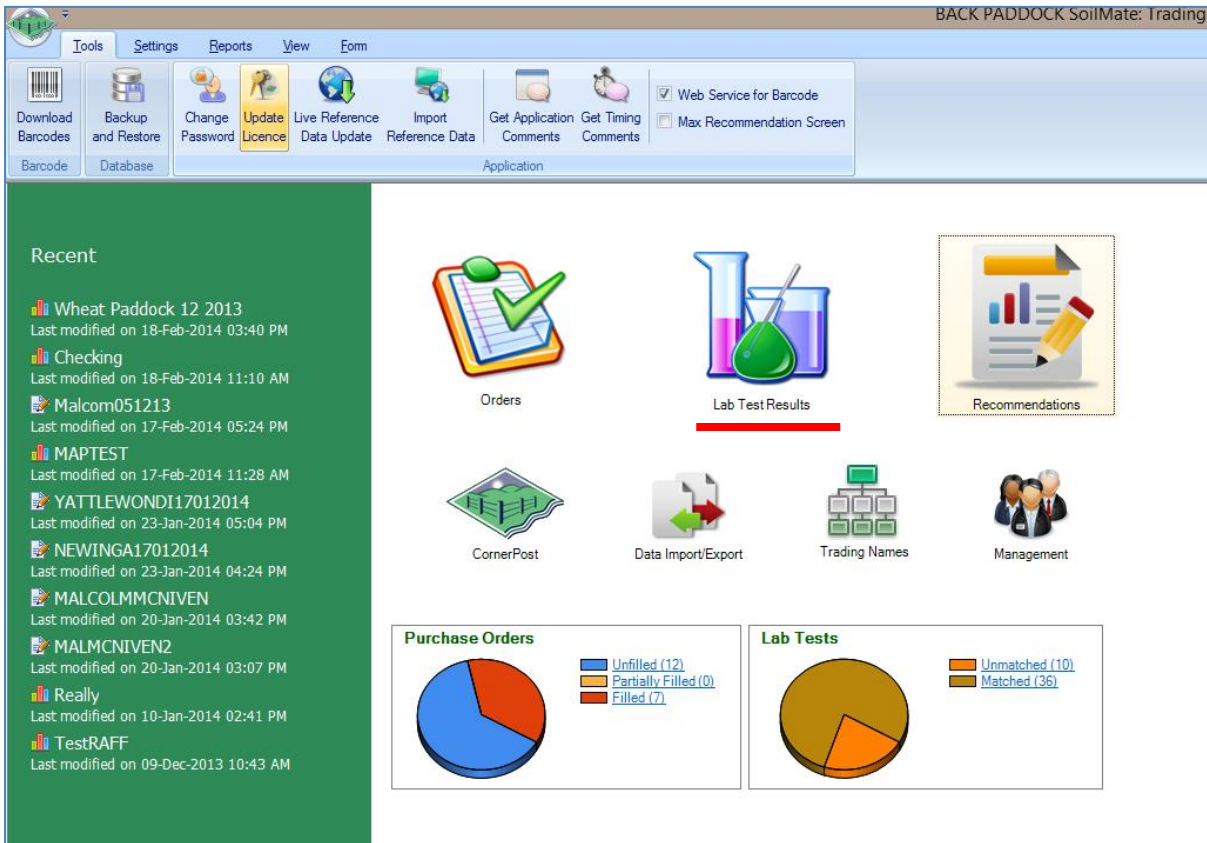 BACK PADDOCK SoilMate: Trading
Tools Settings Reports View Form
Download Barcodes
Backup and Restore
Change Password
Update Licence
Live Reference Data Update
Import Reference Data
Get Application Comments
Get Timing Comments
Web Service for Barcode
Max Recommendation Screen
Barcode Database Application
Recent
Wheat Paddock 12 2013
Last modified on 18-Feb-2014 03:40 PM
Checking
Last modified on 18-Feb-2014 11:10 AM
Malcom051213
Last modified on 17-Feb-2014 05:24 PM
MAPTEST
Last modified on 17-Feb-2014 11:28 AM
YATTLEWONDI17012014
Last modified on 23-Jan-2014 05:04 PM
NEWINGA17012014
Last modified on 23-Jan-2014 04:24 PM
MALCOLMMCNIVEN
Last modified on 20-Jan-2014 03:42 PM
MALMCNIVEN2
Last modified on 20-Jan-2014 03:07 PM
Really
Last modified on 10-Jan-2014 02:41 PM
TestRAFF
Last modified on 09-Dec-2013 10:43 AM
Orders
Lab Test Results
Recommendations
CornerPost
Data Import/Export
Trading Names
Management
Purchase Orders
Unfilled (12)
Partially Filled (0)
Filled (7)
Lab Tests
Unmatched (10)
Matched (36)